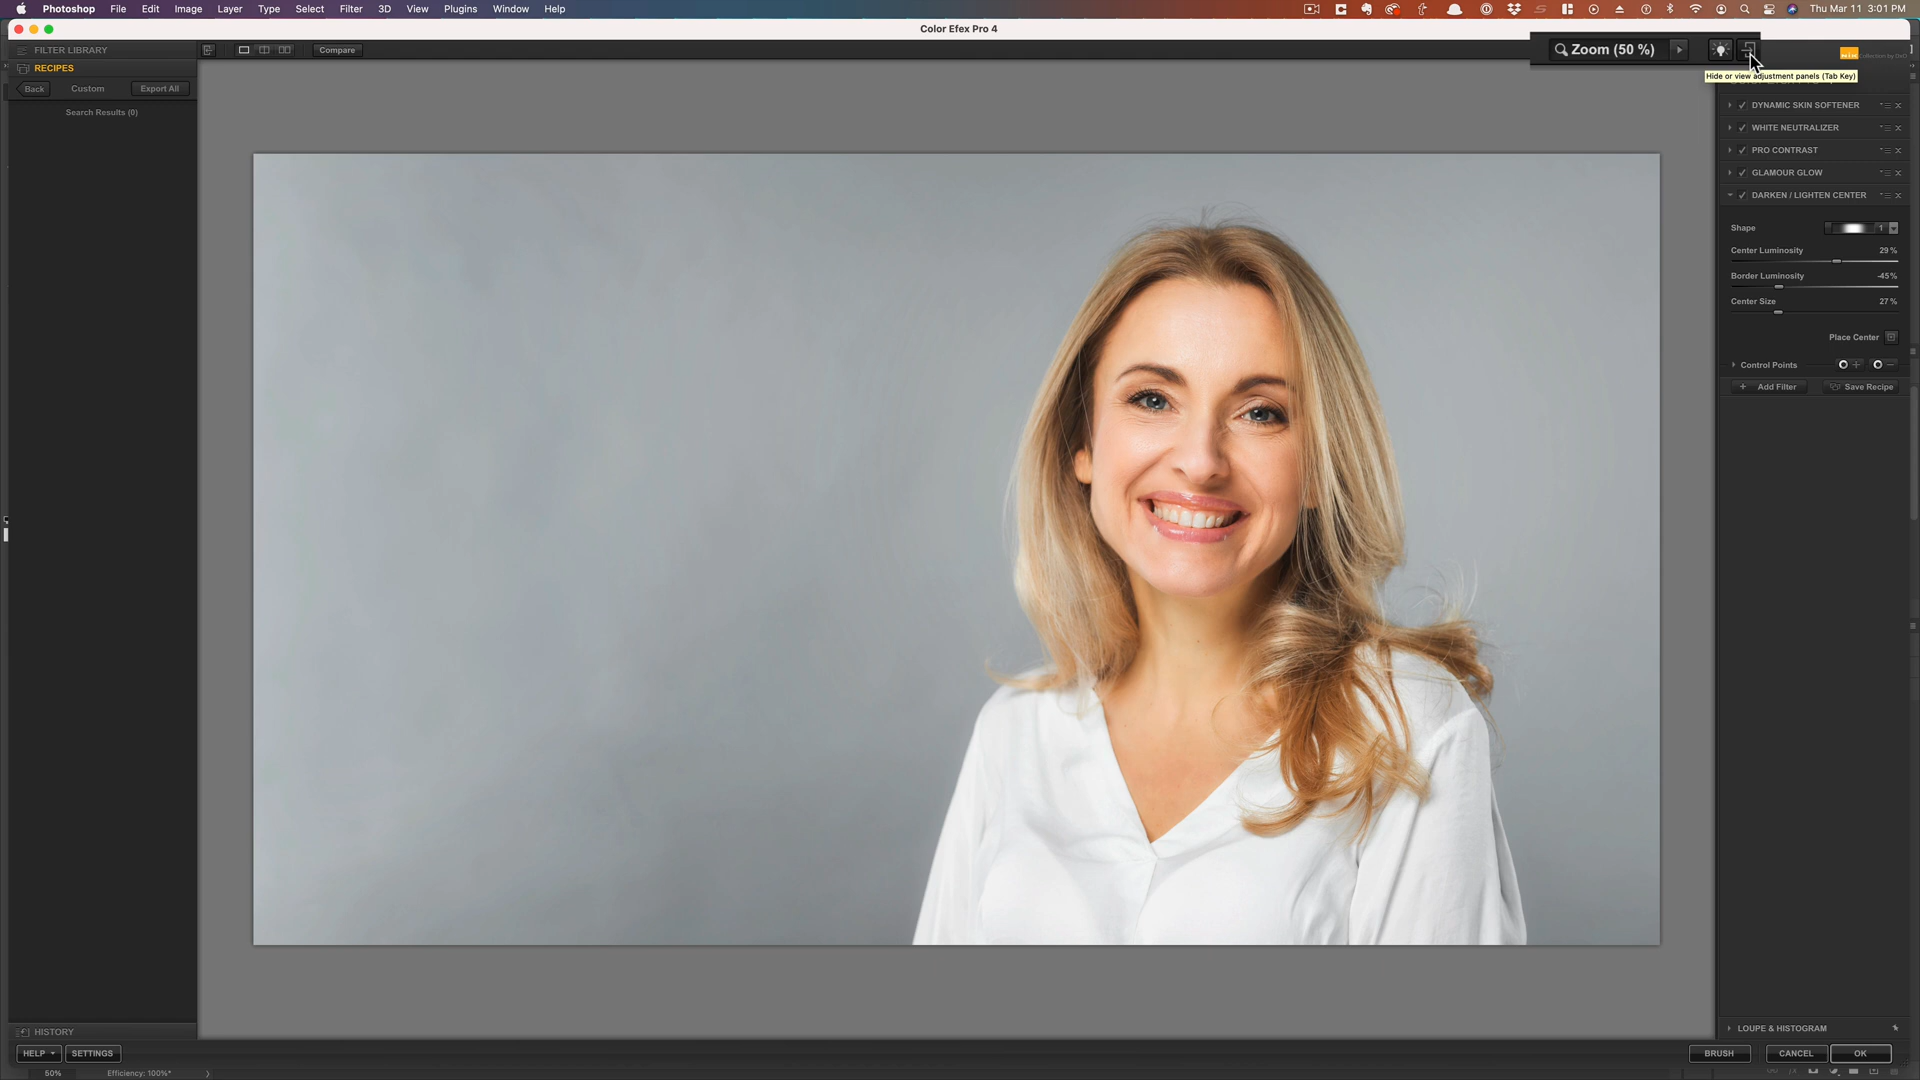 Photoshop File Edit Image Layer Type Select Filter 3D View Plugins Window Help Thu Mar 11 3:01 PM
Color Efex Pro 4
FILTER LIBRARY Compare Zoom (50 %)
RECIPES
Hide or view adjustment panels (Tab Key)
Back Custom Export All
Search Results (0)
DYNAMIC SKIN SOFTENER
WHITE NEUTRALIZER
PRO CONTRAST
GLAMOUR GLOW
DARKEN / LIGHTEN CENTER
Shape 1
Center Luminosity 29%
Border Luminosity -45%
Center Size 27%
Place Center
Control Points
Add Filter Save Recipe
HISTORY
LOUPE & HISTOGRAM
HELP SETTINGS BRUSH CANCEL OK
50% Efficiency: 100%*